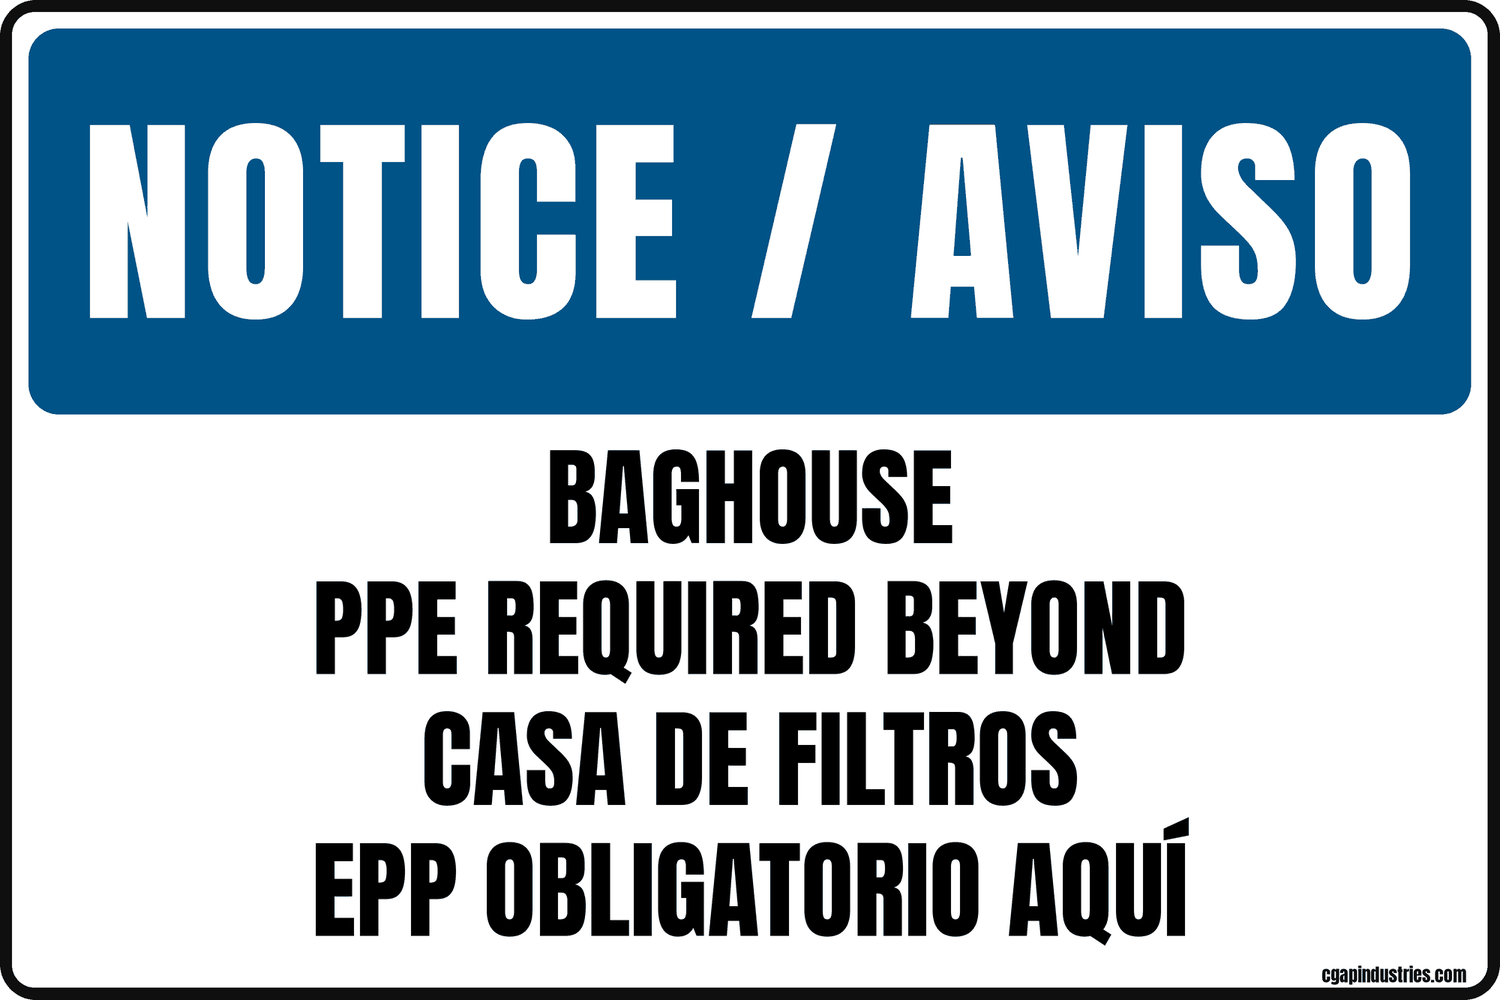 NOTICE / AVISO
BAGHOUSE
PPE REQUIRED BEYOND
CASA DE FILTROS
EPP OBLIGATORIO AQUÍ
cgapindustries.com